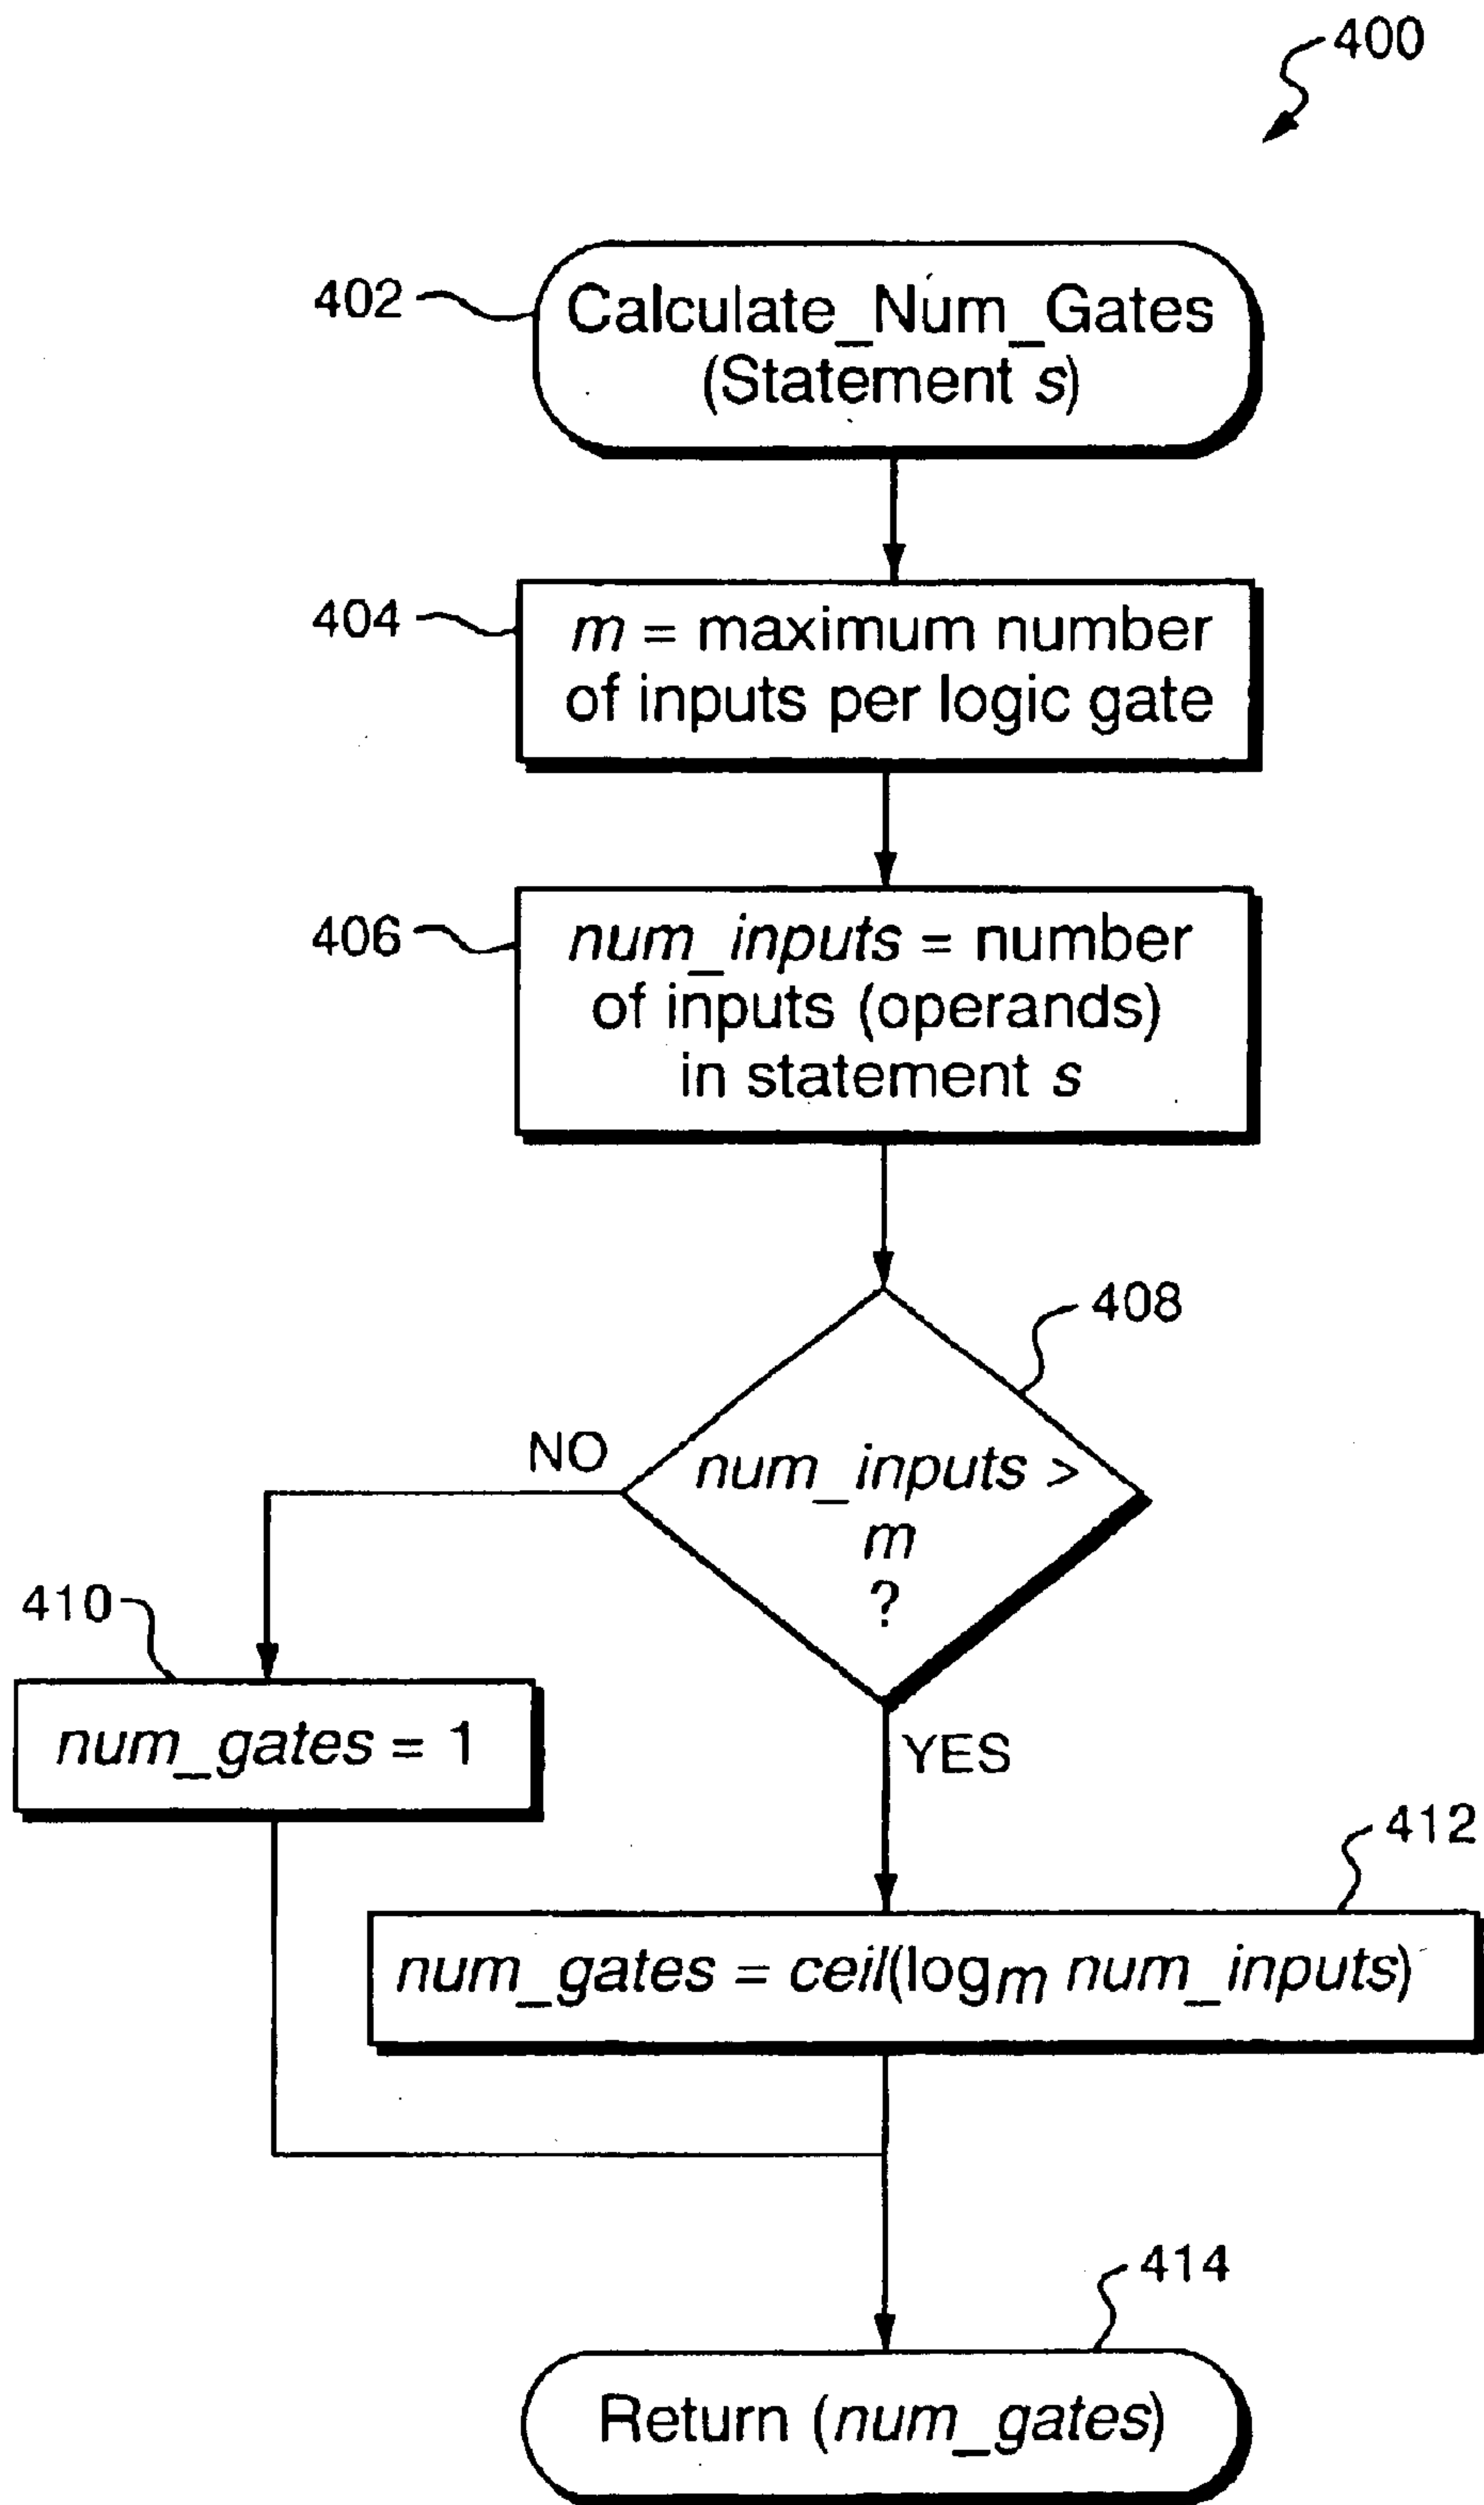 400
402
Calculate_Num_Gates
(Statement s)
404
m = maximum number
of inputs per logic gate
406
num_inputs = number
of inputs (operands)
in statement s
408
NO
num_inputs >
m
?
410
num_gates = 1
YES
412
num_gates = ceil(logm num_inputs)
414
Return (num_gates)